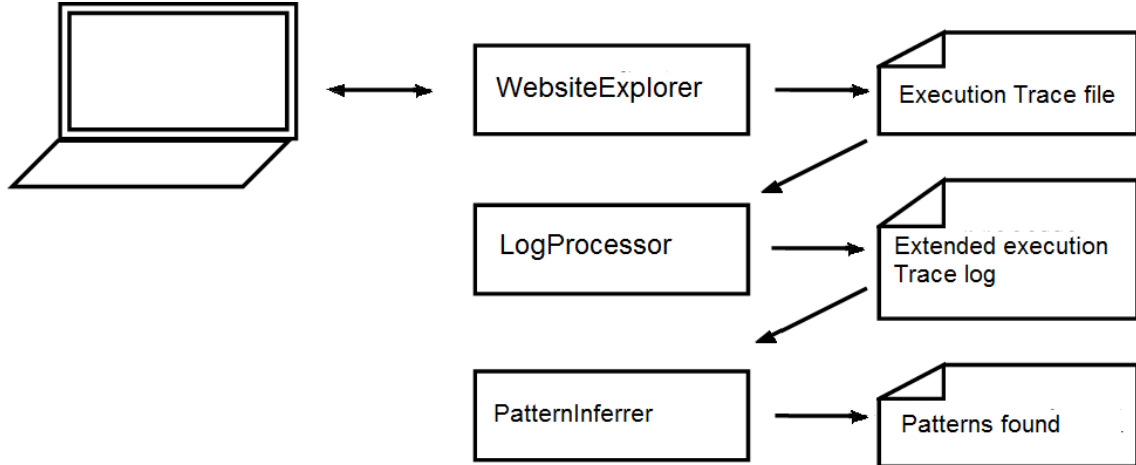 WebsiteExplorer
Execution Trace file
LogProcessor
Extended execution
Trace log
PatternInferrer
Patterns found